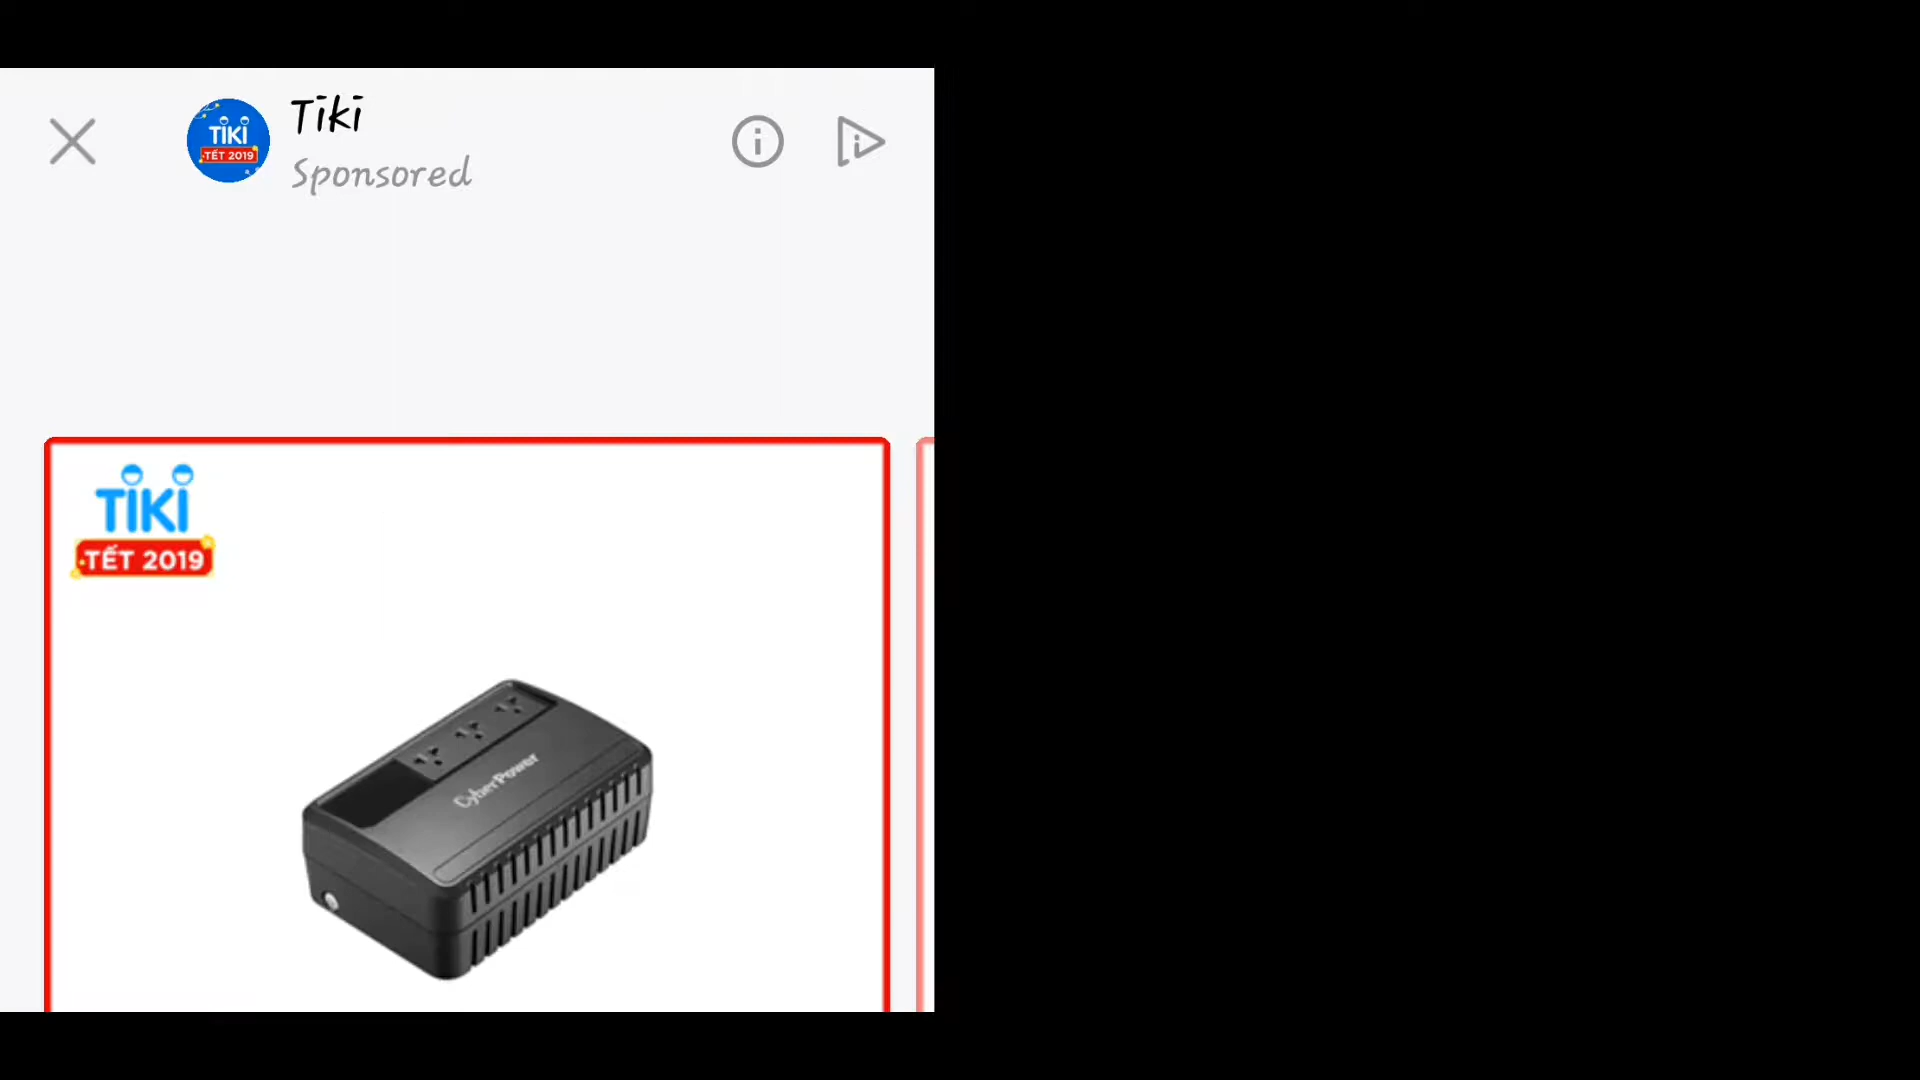 TIKI
TẾT 2019
Tiki
Sponsored
TIKI
TẾT 2019
CyberPower